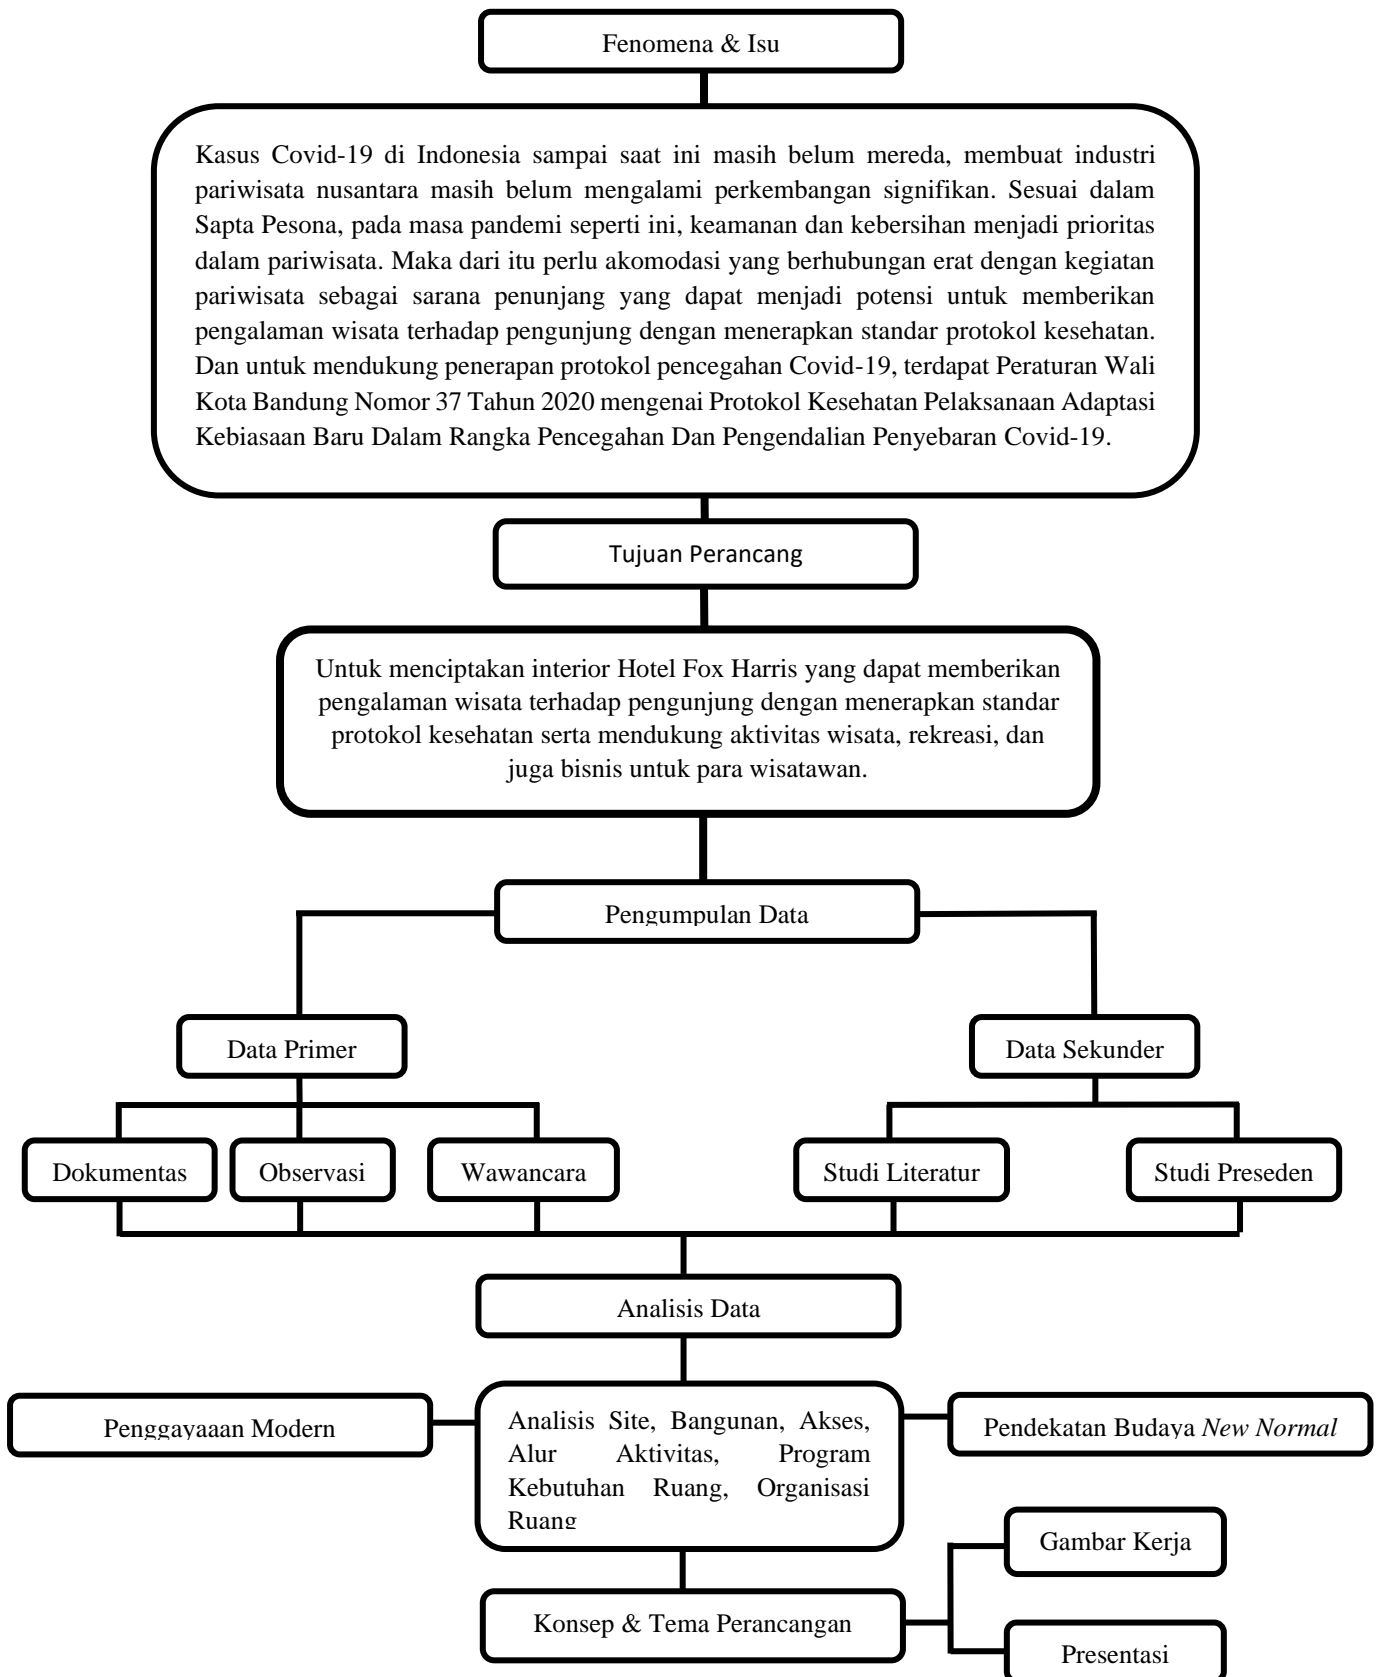 Fenomena & Isu
Kasus Covid-19 di Indonesia sampai saat ini masih belum mereda, membuat industri
pariwisata nusantara masih belum mengalami perkembangan signifikan. Sesuai dalam
Sapta Pesona, pada masa pandemi seperti ini, keamanan dan kebersihan menjadi prioritas
dalam pariwisata. Maka dari itu perlu akomodasi yang berhubungan erat dengan kegiatan
pariwisata sebagai sarana penunjang yang dapat menjadi potensi untuk memberikan
pengalaman wisata terhadap pengunjung dengan menerapkan standar protokol kesehatan.
Dan untuk mendukung penerapan protokol pencegahan Covid-19, terdapat Peraturan Wali
Kota Bandung Nomor 37 Tahun 2020 mengenai Protokol Kesehatan Pelaksanaan Adaptasi
Kebiasaan Baru Dalam Rangka Pencegahan Dan Pengendalian Penyebaran Covid-19.
Tujuan Perancang
Untuk menciptakan interior Hotel Fox Harris yang dapat memberikan
pengalaman wisata terhadap pengunjung dengan menerapkan standar
protokol kesehatan serta mendukung aktivitas wisata, rekreasi, dan
juga bisnis untuk para wisatawan.
Pengumpulan Data
Data Primer
Data Sekunder
Dokumentas
Observasi
Wawancara
Studi Literatur
Studi Preseden
Analisis Data
Penggayaaan Modern
Analisis Site, Bangunan, Akses,
Alur Aktivitas, Program
Kebutuhan Ruang, Organisasi
Ruang
Pendekatan Budaya New Normal
Gambar Kerja
Konsep & Tema Perancangan
Presentasi